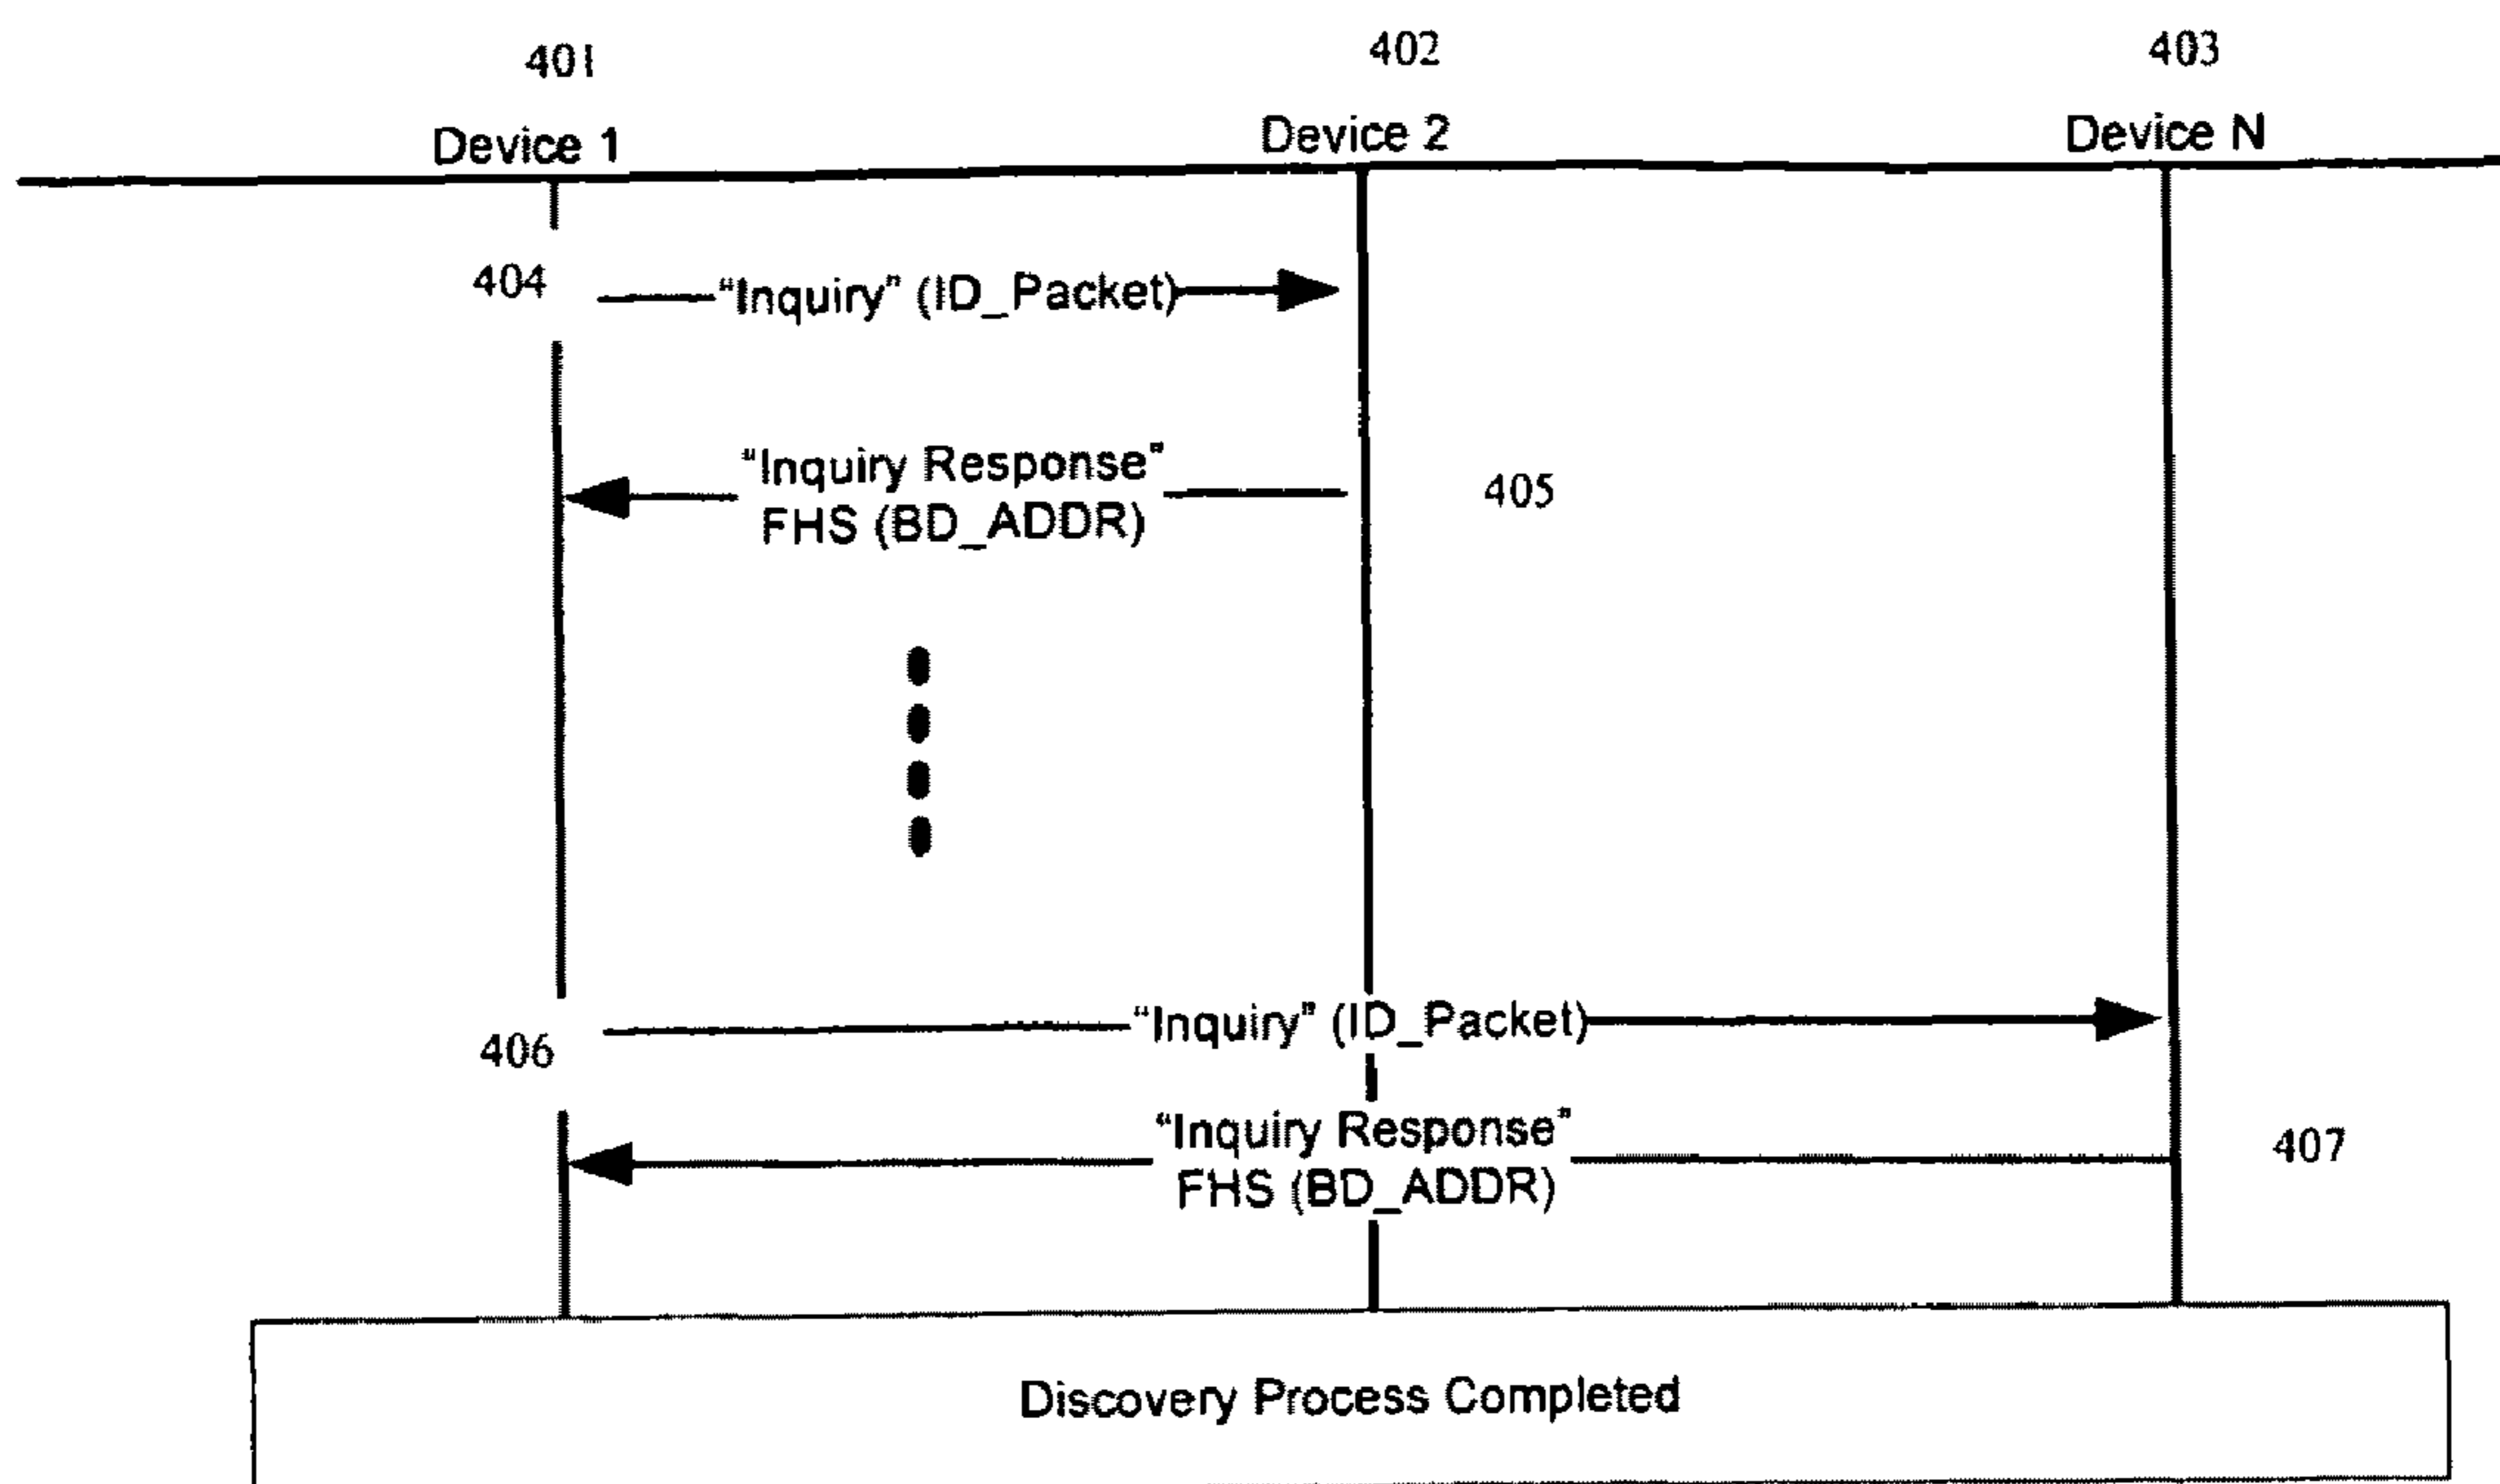 401 402 403
Device 1 Device 2 Device N
404 "Inquiry" (ID_Packet)
"Inquiry Response"
FHS (BD_ADDR)
405
"Inquiry" (ID_Packet)
406
"Inquiry Response"
FHS (BD_ADDR)
407
Discovery Process Completed